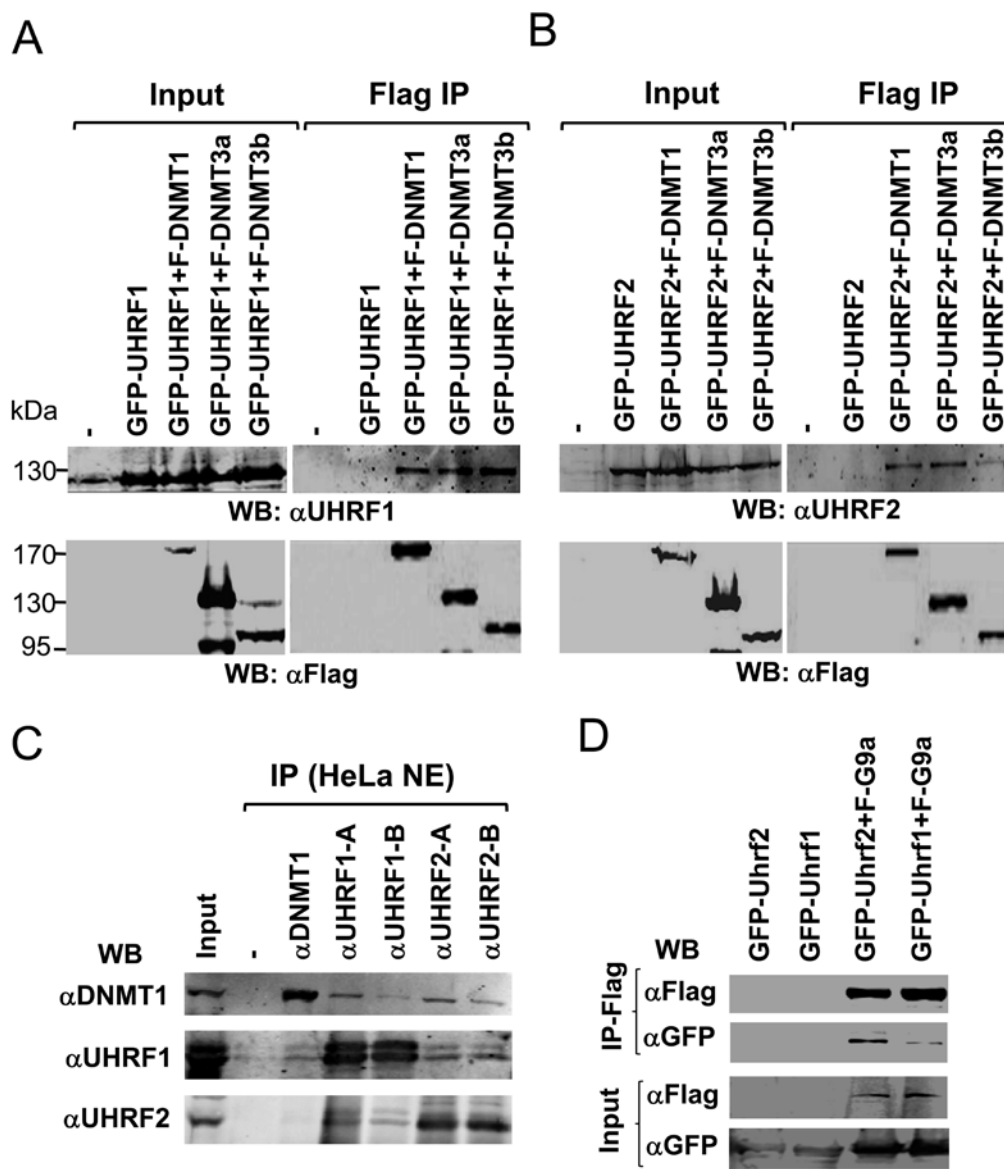 A
Input
Flag IP
-
GFP-UHRF1
GFP-UHRF1+F-DNMT1
GFP-UHRF1+F-DNMT3a
GFP-UHRF1+F-DNMT3b
-
GFP-UHRF1
GFP-UHRF1+F-DNMT1
GFP-UHRF1+F-DNMT3a
GFP-UHRF1+F-DNMT3b
kDa
130
WB: αUHRF1
170
130
95
WB: αFlag
B
Input
Flag IP
-
GFP-UHRF2
GFP-UHRF2+F-DNMT1
GFP-UHRF2+F-DNMT3a
GFP-UHRF2+F-DNMT3b
-
GFP-UHRF2
GFP-UHRF2+F-DNMT1
GFP-UHRF2+F-DNMT3a
GFP-UHRF2+F-DNMT3b
WB: αUHRF2
WB: αFlag
C
IP (HeLa NE)
WB
Input
-
αDNMT1
αUHRF1-A
αUHRF1-B
αUHRF2-A
αUHRF2-B
αDNMT1
αUHRF1
αUHRF2
D
WB
GFP-Uhrf2
GFP-Uhrf1
GFP-Uhrf2+F-G9a
GFP-Uhrf1+F-G9a
IP-Flag
αFlag
αGFP
Input
αFlag
αGFP